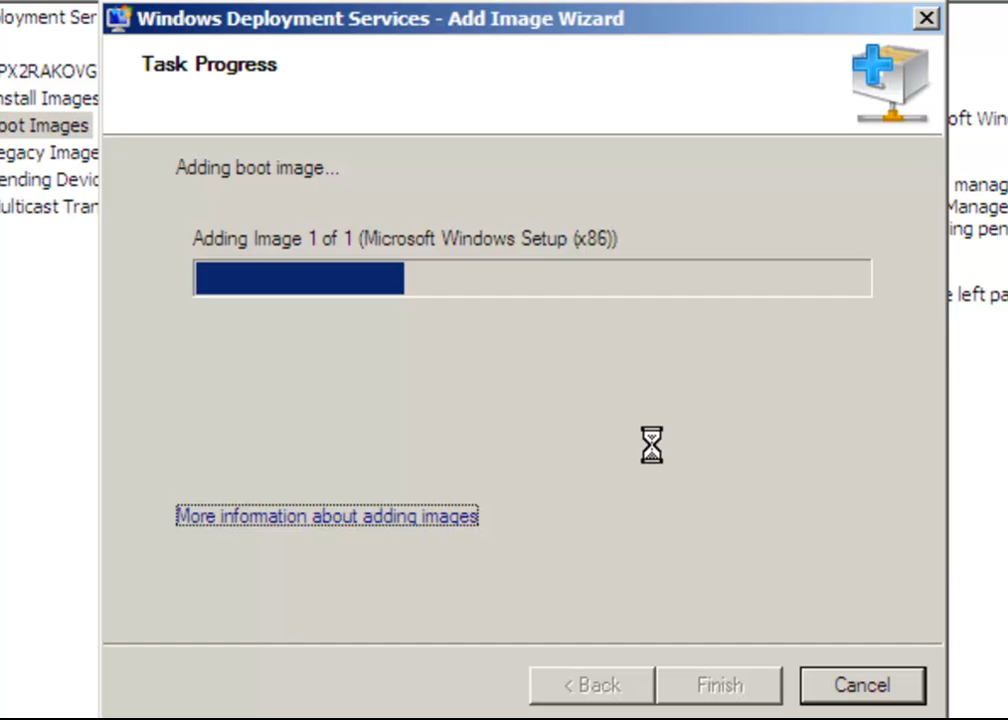 Windows Deployment Services - Add Image Wizard
Task Progress
Adding boot image...
Adding Image 1 of 1 (Microsoft Windows Setup (x86))
More information about adding images
< Back
Finish
Cancel
loyment Ser
PX2RAKOVG
nstall Images
oot Images
egacy Image
ending Devic
ulticast Tran
oft Win
manag
Manage
ing pen
e left pa